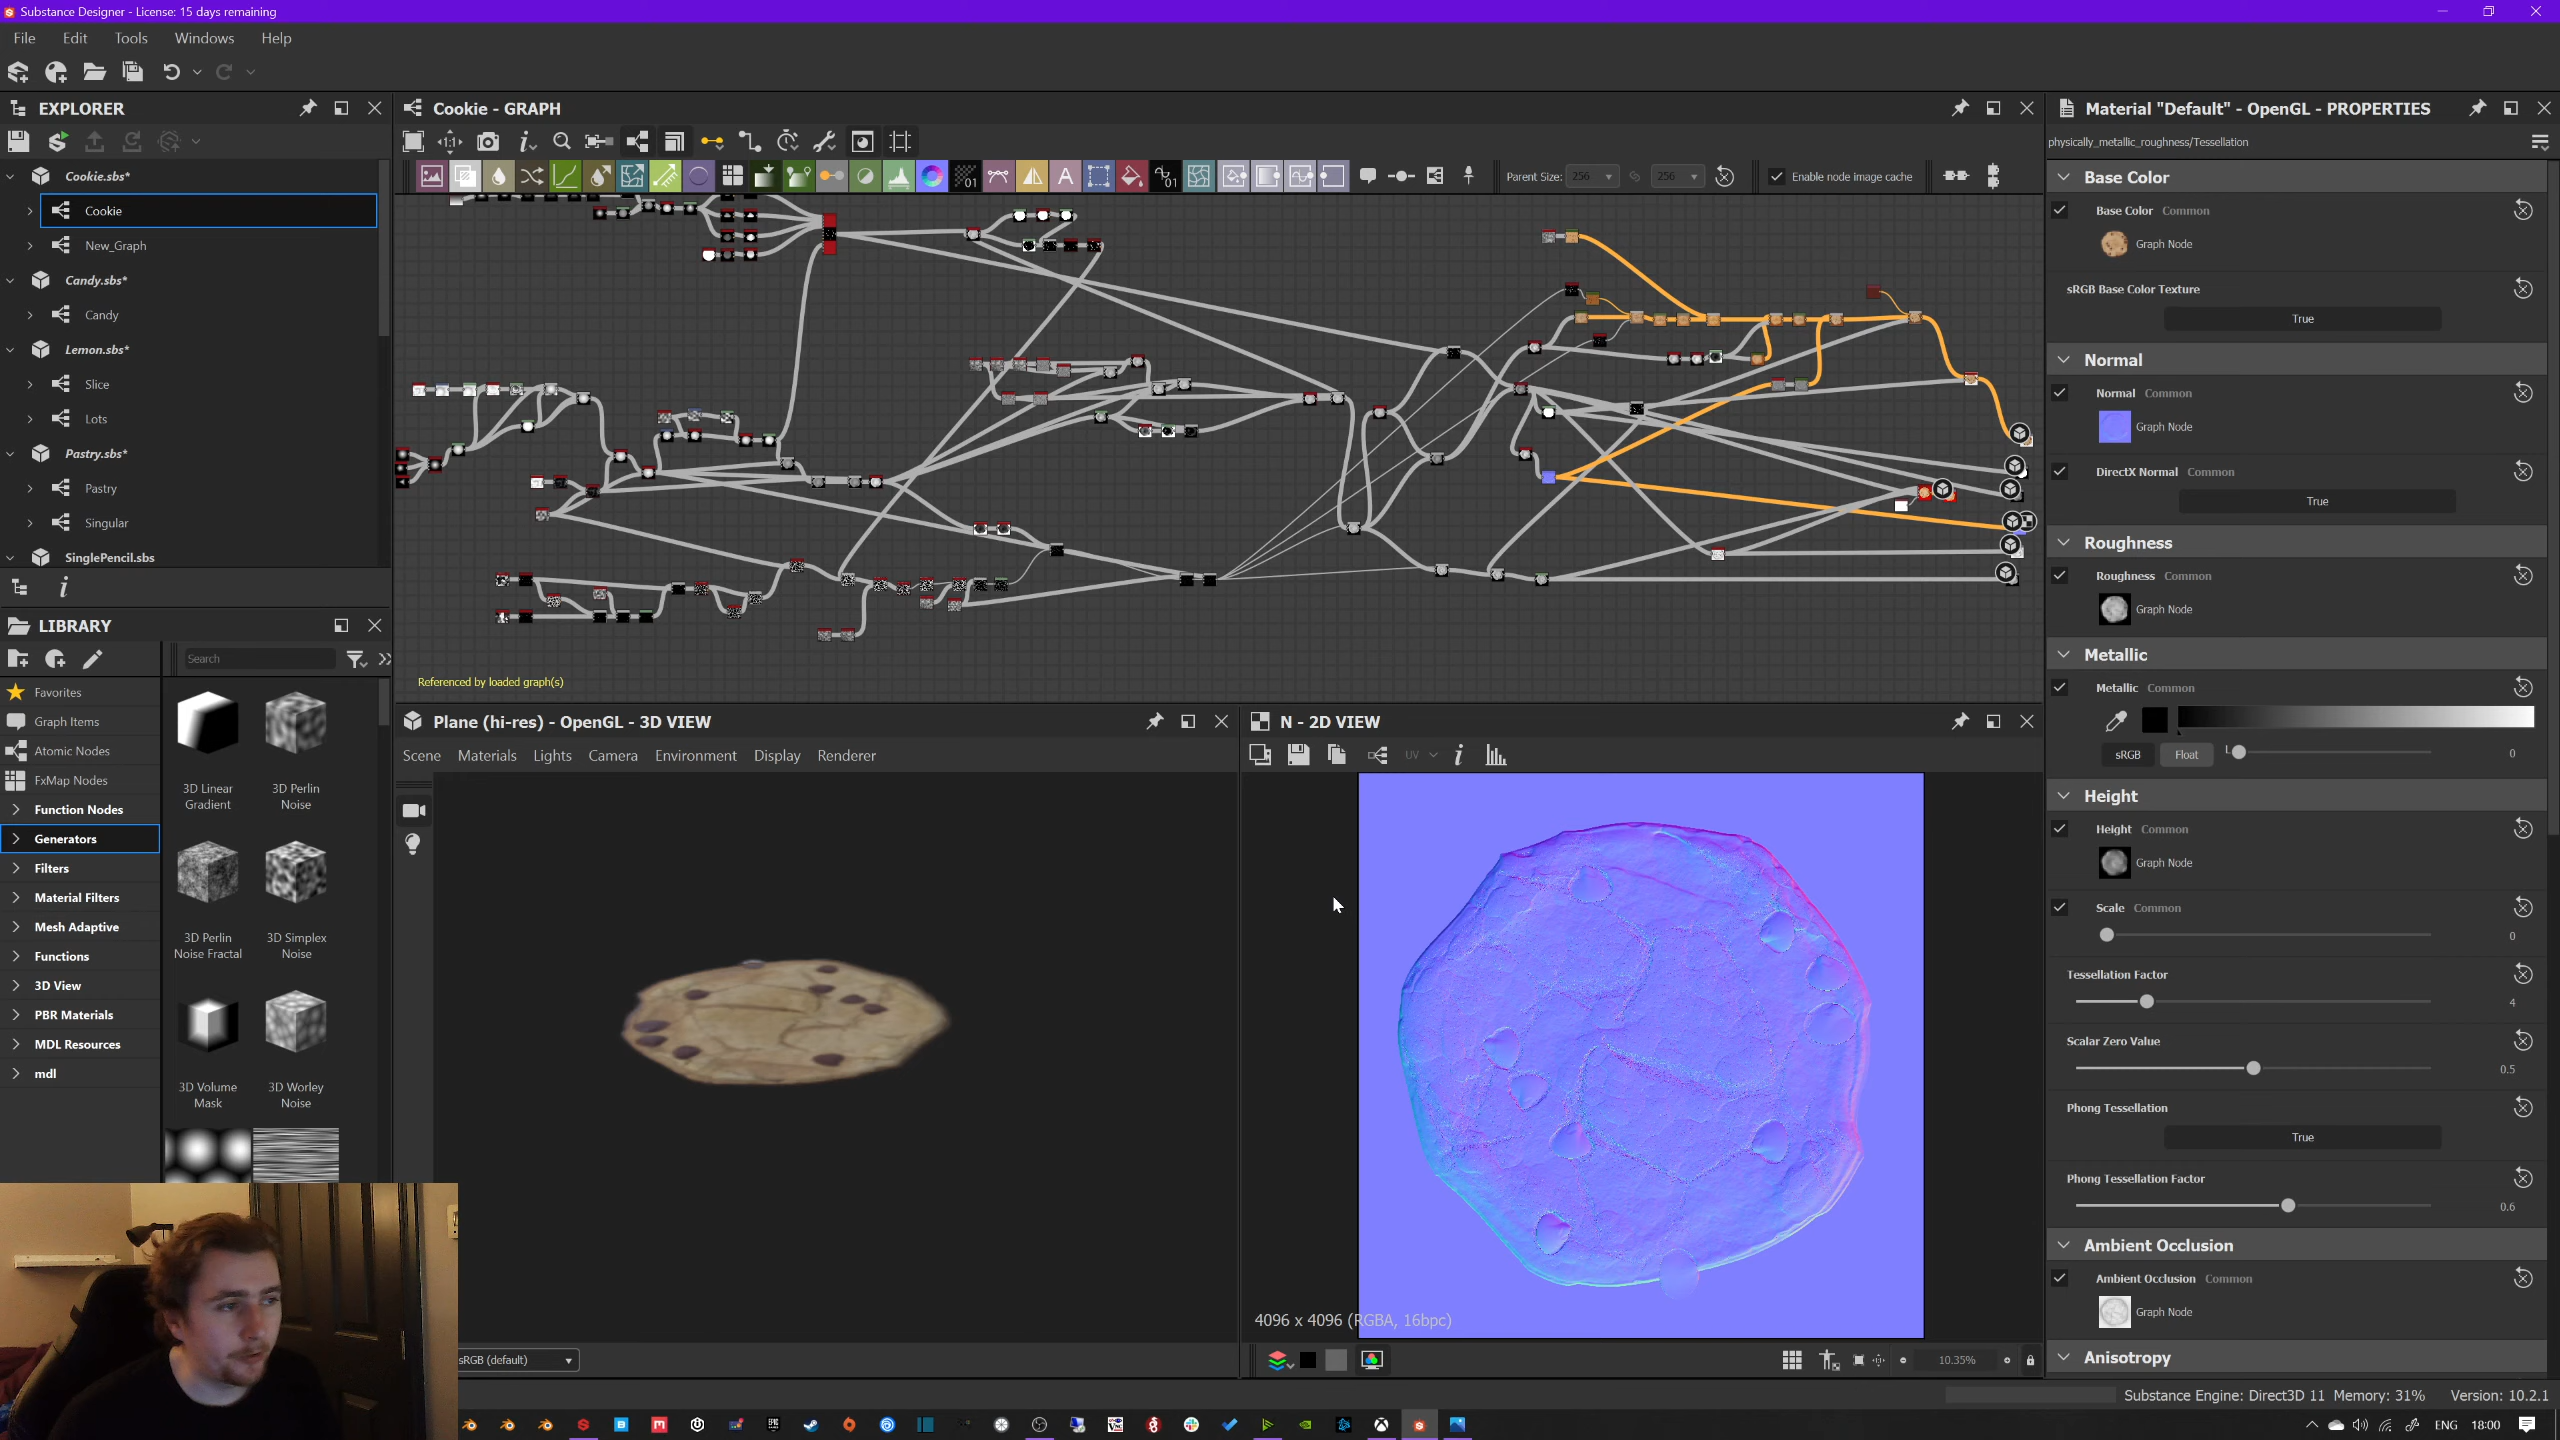 Substance Designer - License: 15 days remaining
File Edit Tools Windows Help
EXPLORER
Cookie.sbs*
Cookie
New_Graph
Candy.sbs*
Candy
Lemon.sbs*
Slice
Lots
Pastry.sbs*
Pastry
Singular
SinglePencil.sbs
LIBRARY
Search
Favorites
Graph Items
Atomic Nodes
FxMap Nodes
Function Nodes
Generators
Filters
Material Filters
Mesh Adaptive
Functions
3D View
PBR Materials
MDL Resources
mdl
3D Linear Gradient
3D Perlin Noise
3D Perlin Noise Fractal
3D Simplex Noise
3D Volume Mask
3D Worley Noise
Cookie - GRAPH
Parent Size: 256 256 Enable node image cache
Referenced by loaded graph(s)
Plane (hi-res) - OpenGL - 3D VIEW
Scene Materials Lights Camera Environment Display Renderer
sRGB (default)
N - 2D VIEW
UV
4096 x 4096 (RGBA, 16bpc)
10.35%
Material "Default" - OpenGL - PROPERTIES
physically_metallic_roughness/Tessellation
Base Color
Base Color Common
Graph Node
sRGB Base Color Texture
True
Normal
Normal Common
Graph Node
DirectX Normal Common
True
Roughness
Roughness Common
Graph Node
Metallic
Metallic Common
sRGB Float L 0
Height
Height Common
Graph Node
Scale Common
0
Tessellation Factor
4
Scalar Zero Value
0.5
Phong Tessellation
True
Phong Tessellation Factor
0.6
Ambient Occlusion
Ambient Occlusion Common
Graph Node
Anisotropy
Substance Engine: Direct3D 11 Memory: 31% Version: 10.2.1
ENG 18:00